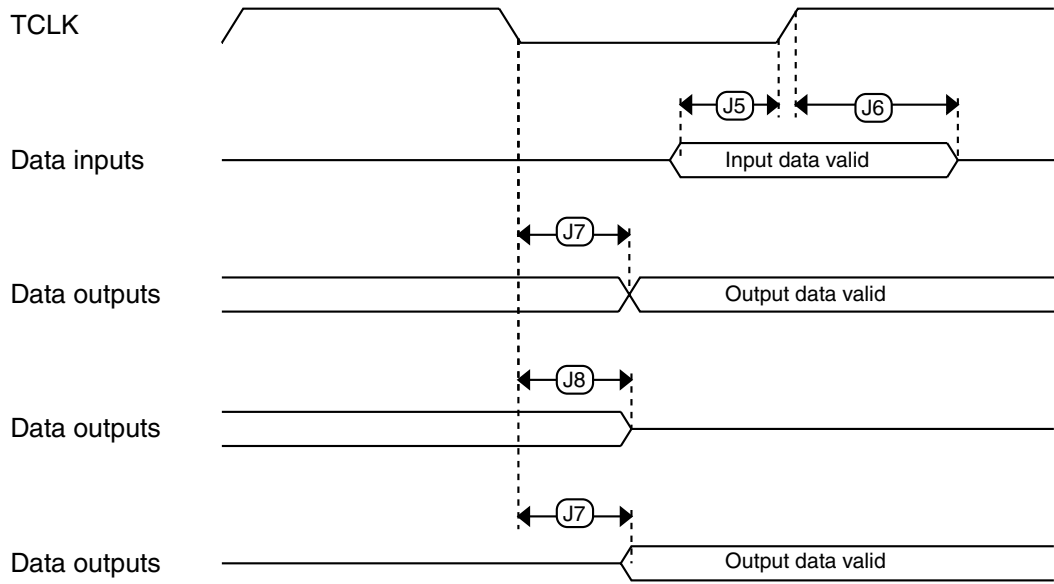 TCLK
J5
J6
Data inputs
Input data valid
J7
Data outputs
Output data valid
J8
Data outputs
J7
Data outputs
Output data valid